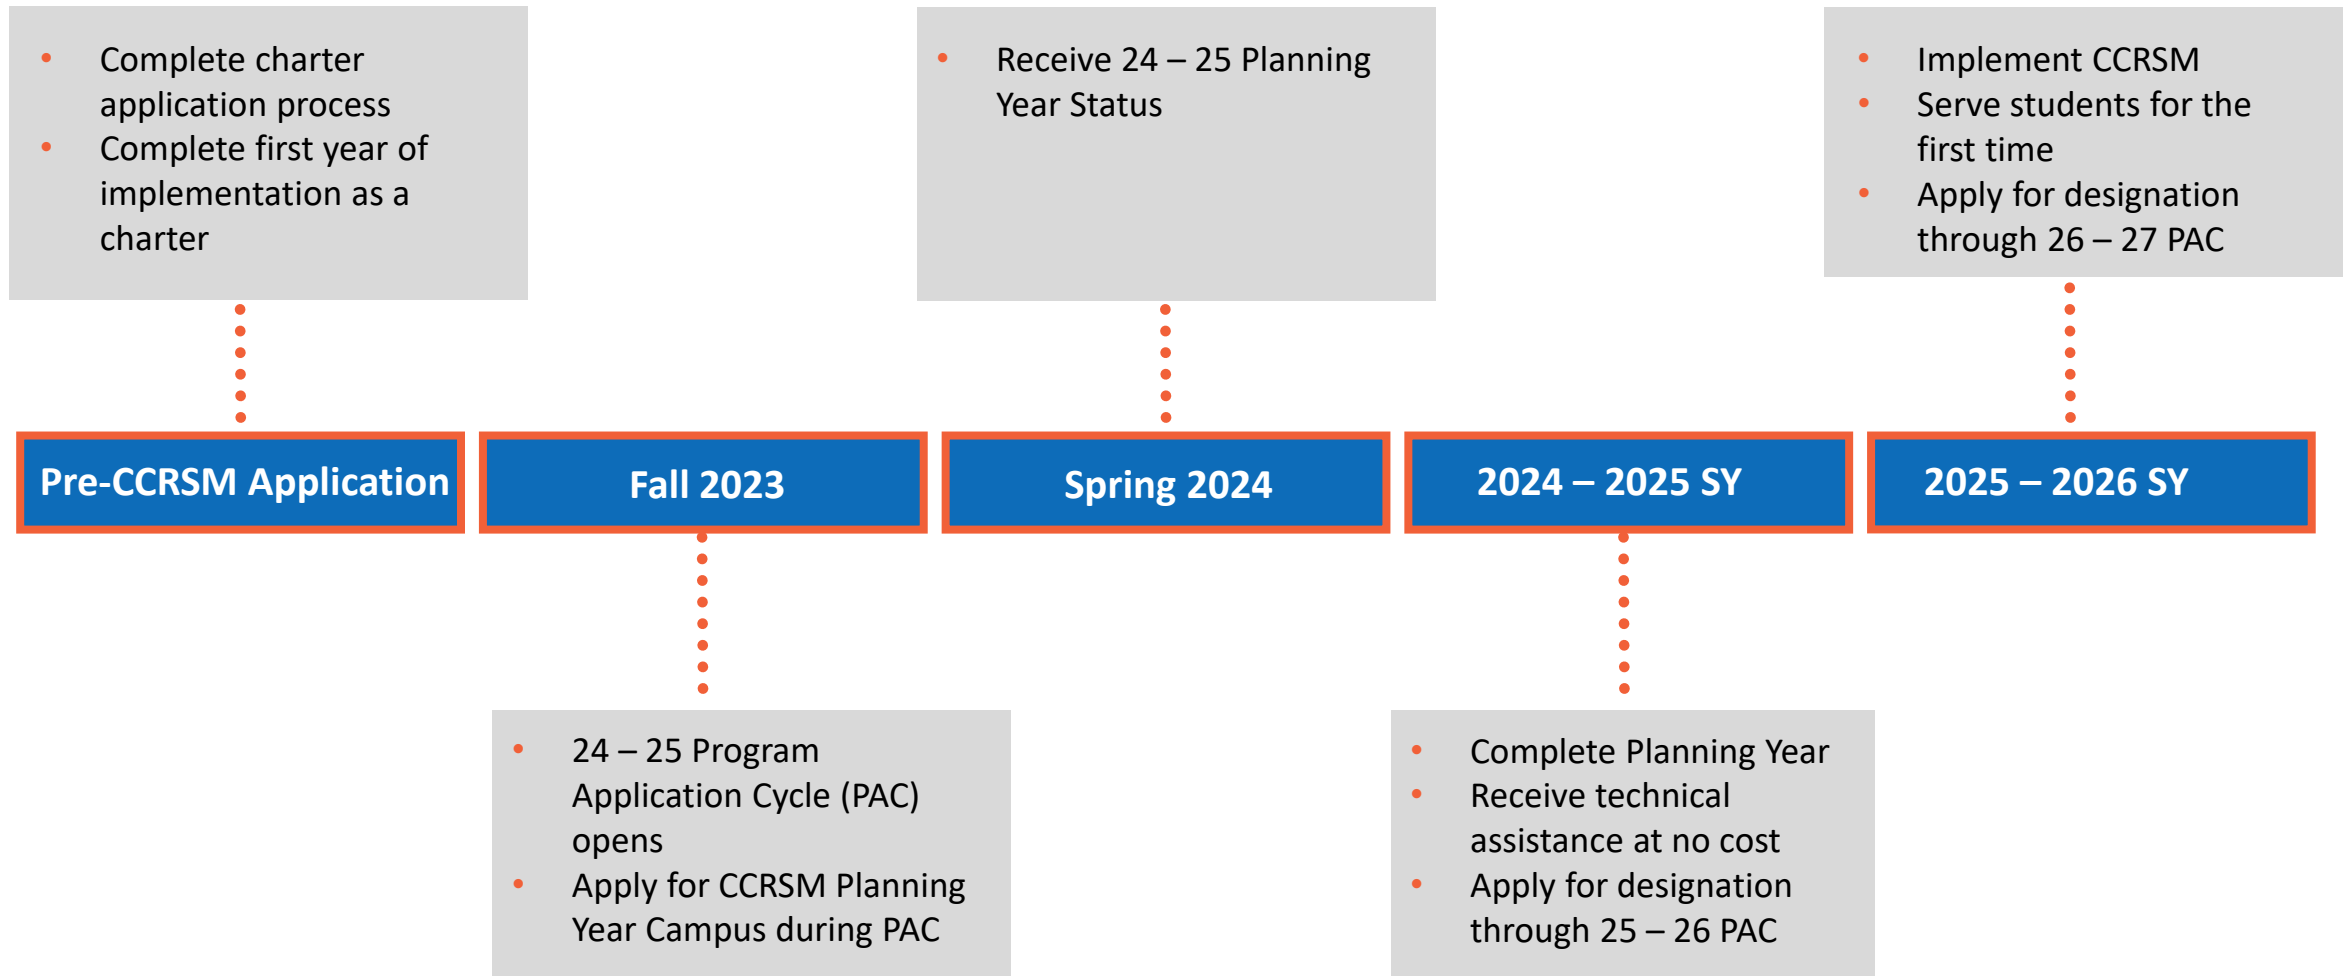 • Complete charter
application process
• Complete first year of
implementation as a
charter
• Receive 24 – 25 Planning
Year Status
• Implement CCRSM
• Serve students for the
first time
• Apply for designation
through 26 – 27 PAC
Pre-CCRSM Application
Fall 2023
Spring 2024
2024 – 2025 SY
2025 – 2026 SY
• 24 – 25 Program
Application Cycle (PAC)
opens
• Apply for CCRSM Planning
Year Campus during PAC
• Complete Planning Year
• Receive technical
assistance at no cost
• Apply for designation
through 25 – 26 PAC